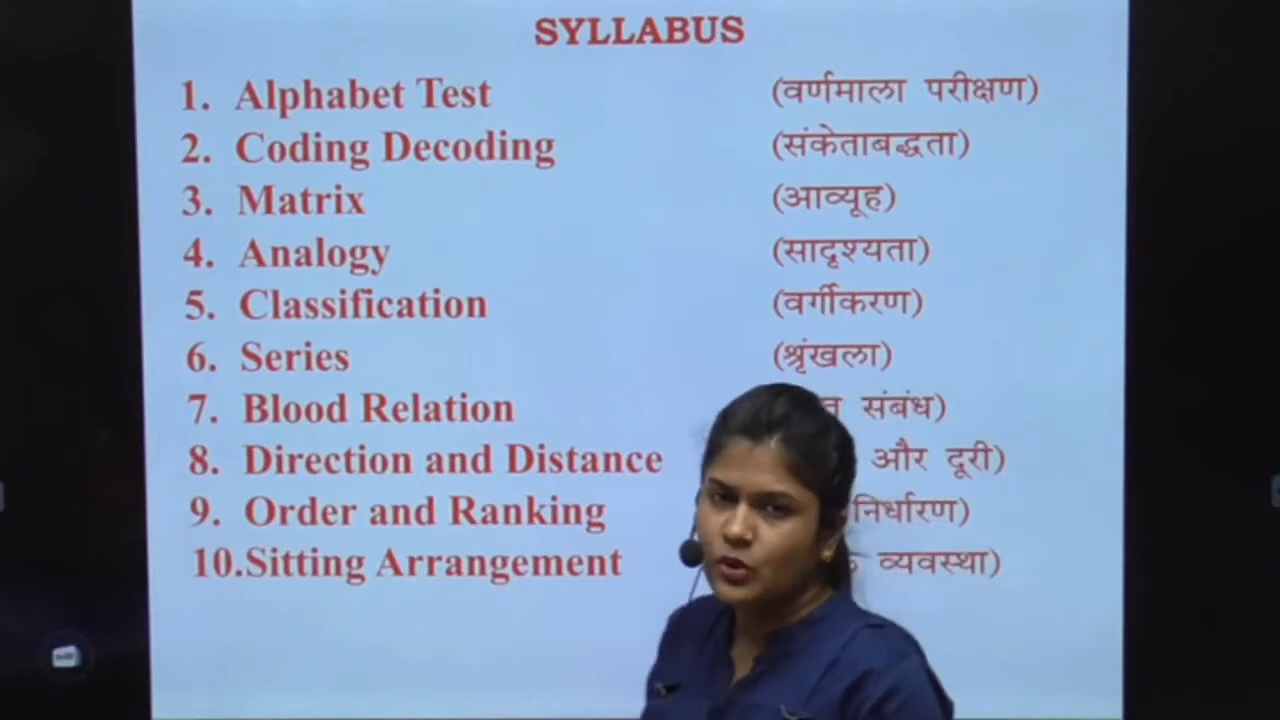 SYLLABUS
1. Alphabet Test (वर्णमाला परीक्षण)
2. Coding Decoding (संकेताबद्धता)
3. Matrix (आव्यूह)
4. Analogy (सादृश्यता)
5. Classification (वर्गीकरण)
6. Series (श्रृंखला)
7. Blood Relation संबंध)
8. Direction and Distance और दूरी)
9. Order and Ranking निर्धारण)
10.Sitting Arrangement व्यवस्था)